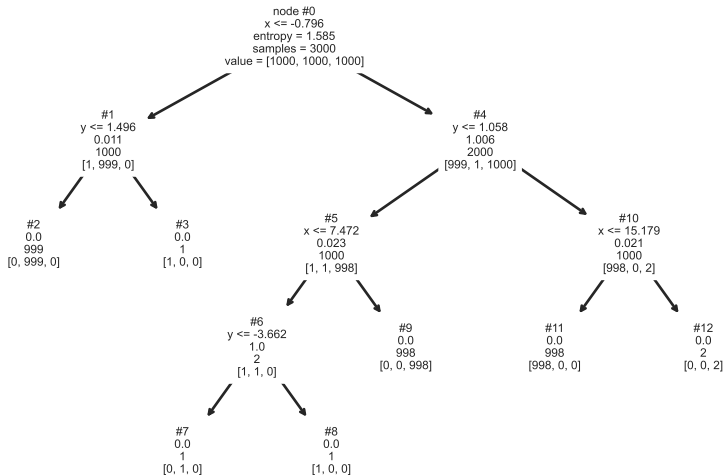 node #0
x <= -0.796
entropy = 1.585
samples = 3000
value = [1000, 1000, 1000]
#1
y <= 1.496
0.011
1000
[1, 999, 0]
#4
y <= 1.058
1.006
2000
[999, 1, 1000]
#2
0.0
999
[0, 999, 0]
#3
0.0
1
[1, 0, 0]
#5
x <= 7.472
0.023
1000
[1, 1, 998]
#10
x <= 15.179
0.021
1000
[998, 0, 2]
#6
y <= -3.662
1.0
2
[1, 1, 0]
#9
0.0
998
[0, 0, 998]
#11
0.0
998
[998, 0, 0]
#12
0.0
2
[0, 0, 2]
#7
0.0
1
[0, 1, 0]
#8
0.0
1
[1, 0, 0]